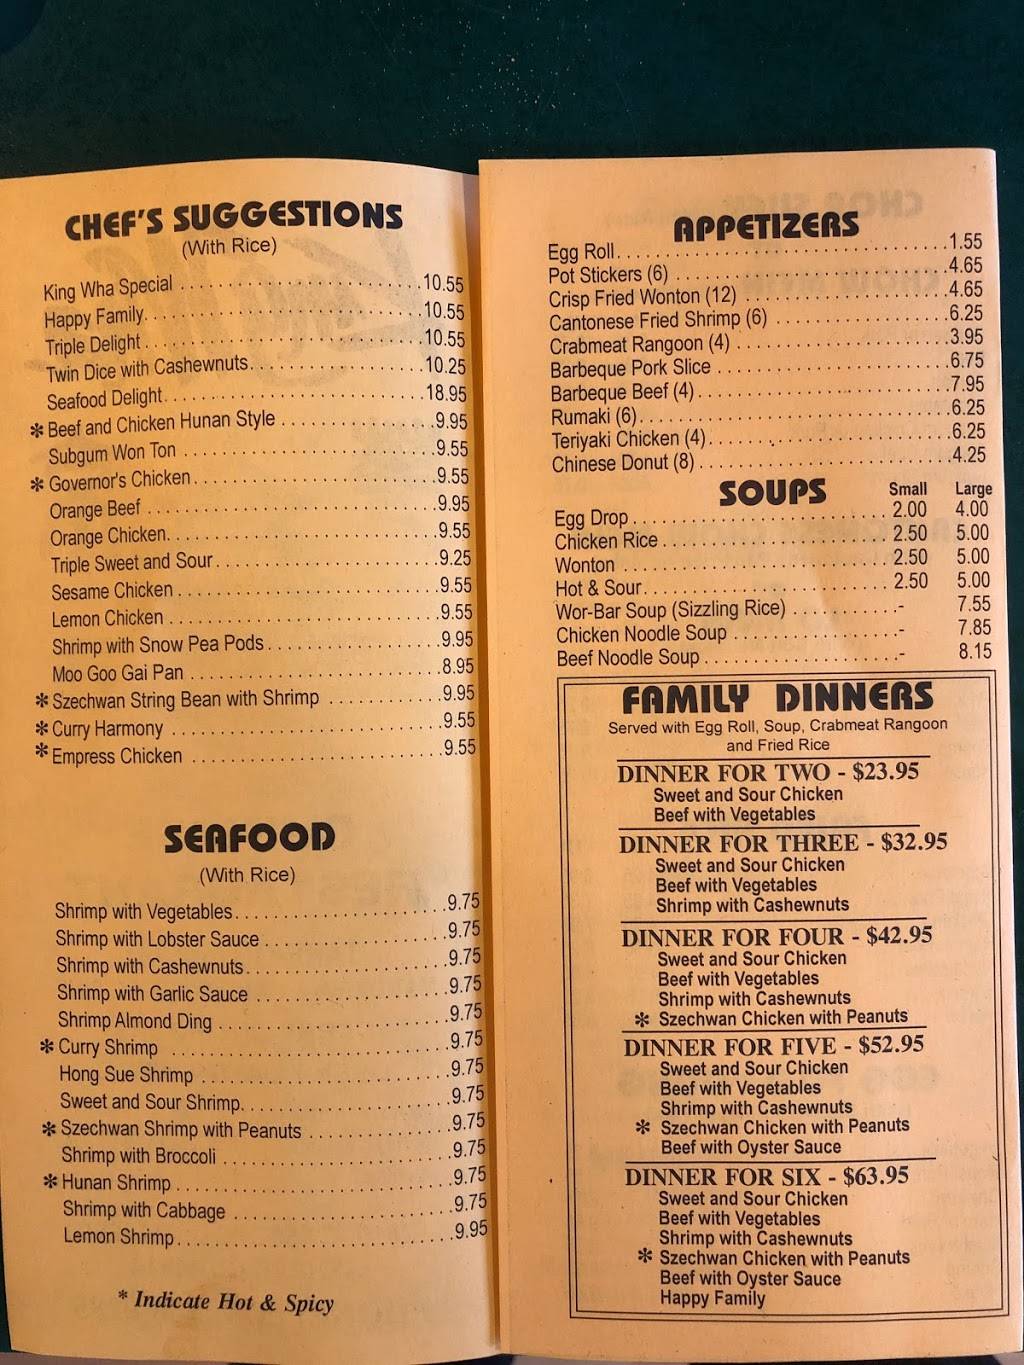 CHEF'S SUGGESTIONS
(With Rice)
King Wha Special 10.55
Happy Family 10.55
Triple Delight 10.55
Twin Dice with Cashewnuts 10.25
Seafood Delight 18.95
* Beef and Chicken Hunan Style 9.95
Subgum Won Ton 9.55
* Governor's Chicken 9.55
Orange Beef 9.95
Orange Chicken 9.55
Triple Sweet and Sour 9.25
Sesame Chicken 9.55
Lemon Chicken 9.55
Shrimp with Snow Pea Pods 9.95
Moo Goo Gai Pan 8.95
* Szechwan String Bean with Shrimp 9.95
* Curry Harmony 9.55
* Empress Chicken 9.55
SEAFOOD
(With Rice)
Shrimp with Vegetables 9.75
Shrimp with Lobster Sauce 9.75
Shrimp with Cashewnuts 9.75
Shrimp with Garlic Sauce 9.75
Shrimp Almond Ding 9.75
* Curry Shrimp 9.75
Hong Sue Shrimp 9.75
Sweet and Sour Shrimp 9.75
* Szechwan Shrimp with Peanuts 9.75
Shrimp with Broccoli 9.75
* Hunan Shrimp 9.75
Shrimp with Cabbage 9.75
Lemon Shrimp 9.95
* Indicate Hot & Spicy
APPETIZERS
Egg Roll 1.55
Pot Stickers (6) 4.65
Crisp Fried Wonton (12) 4.65
Cantonese Fried Shrimp (6) 6.25
Crabmeat Rangoon (4) 3.95
Barbeque Pork Slice 6.75
Barbeque Beef (4) 7.95
Rumaki (6) 6.25
Teriyaki Chicken (4) 6.25
Chinese Donut (8) 4.25
SOUPS Small Large
Egg Drop 2.00 4.00
Chicken Rice 2.50 5.00
Wonton 2.50 5.00
Hot & Sour 2.50 5.00
Wor-Bar Soup (Sizzling Rice) - 7.55
Chicken Noodle Soup - 7.85
Beef Noodle Soup - 8.15
FAMILY DINNERS
Served with Egg Roll, Soup, Crabmeat Rangoon
and Fried Rice
DINNER FOR TWO - $23.95
Sweet and Sour Chicken
Beef with Vegetables
DINNER FOR THREE - $32.95
Sweet and Sour Chicken
Beef with Vegetables
Shrimp with Cashewnuts
DINNER FOR FOUR - $42.95
Sweet and Sour Chicken
Beef with Vegetables
Shrimp with Cashewnuts
* Szechwan Chicken with Peanuts
DINNER FOR FIVE - $52.95
Sweet and Sour Chicken
Beef with Vegetables
Shrimp with Cashewnuts
* Szechwan Chicken with Peanuts
Beef with Oyster Sauce
DINNER FOR SIX - $63.95
Sweet and Sour Chicken
Beef with Vegetables
Shrimp with Cashewnuts
* Szechwan Chicken with Peanuts
Beef with Oyster Sauce
Happy Family